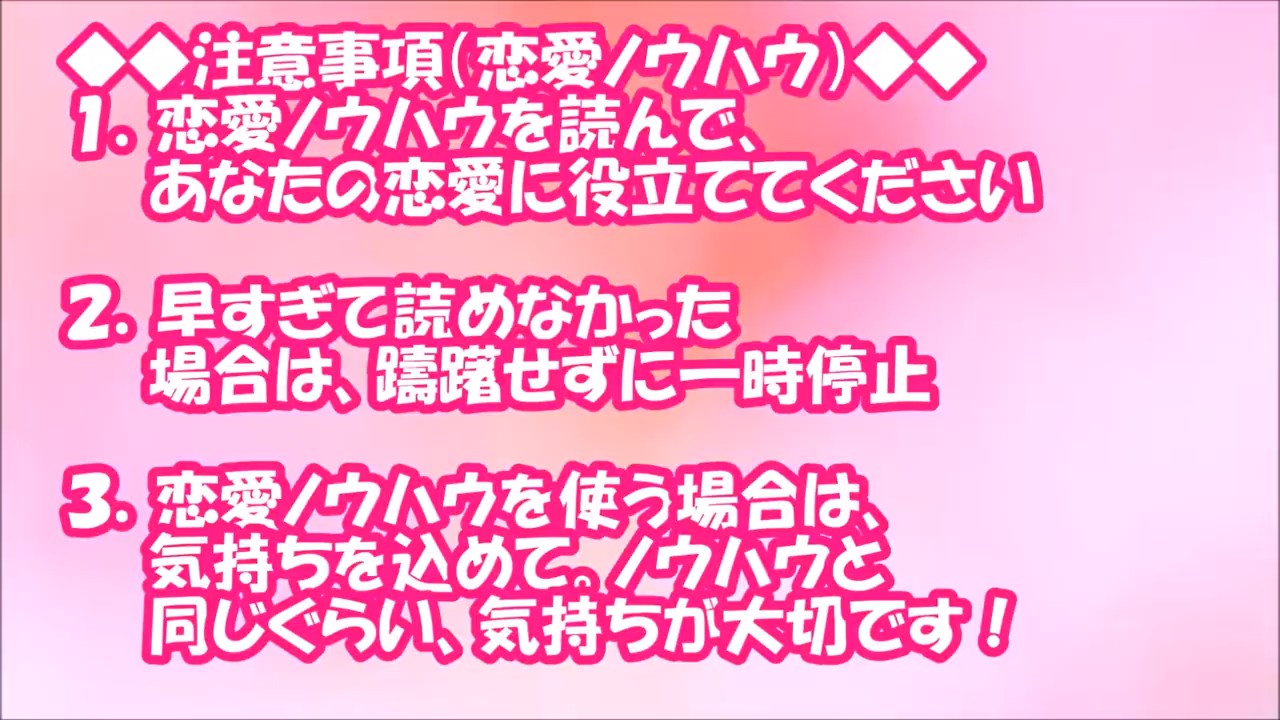 ◆◆注意事項(恋愛ノウハウ)◆◆
1. 恋愛ノウハウを読んで、
あなたの恋愛に役立ててください
2. 早すぎて読めなかった
場合は、躊躇せずに一時停止
3. 恋愛ノウハウを使う場合は、
気持ちを込めて。ノウハウと
同じぐらい、気持ちが大切です！